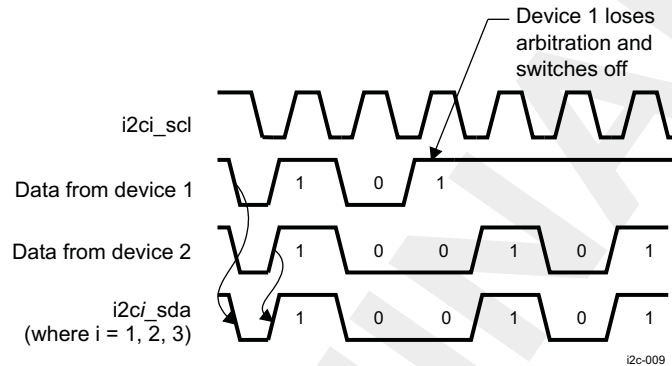 Device 1 loses
arbitration and
switches off
i2ci_scl
Data from device 1
1 0 1
Data from device 2
1 0 0 1 0 1
i2ci_sda
(where i = 1, 2, 3)
1 0 0 1 0 1
i2c-009